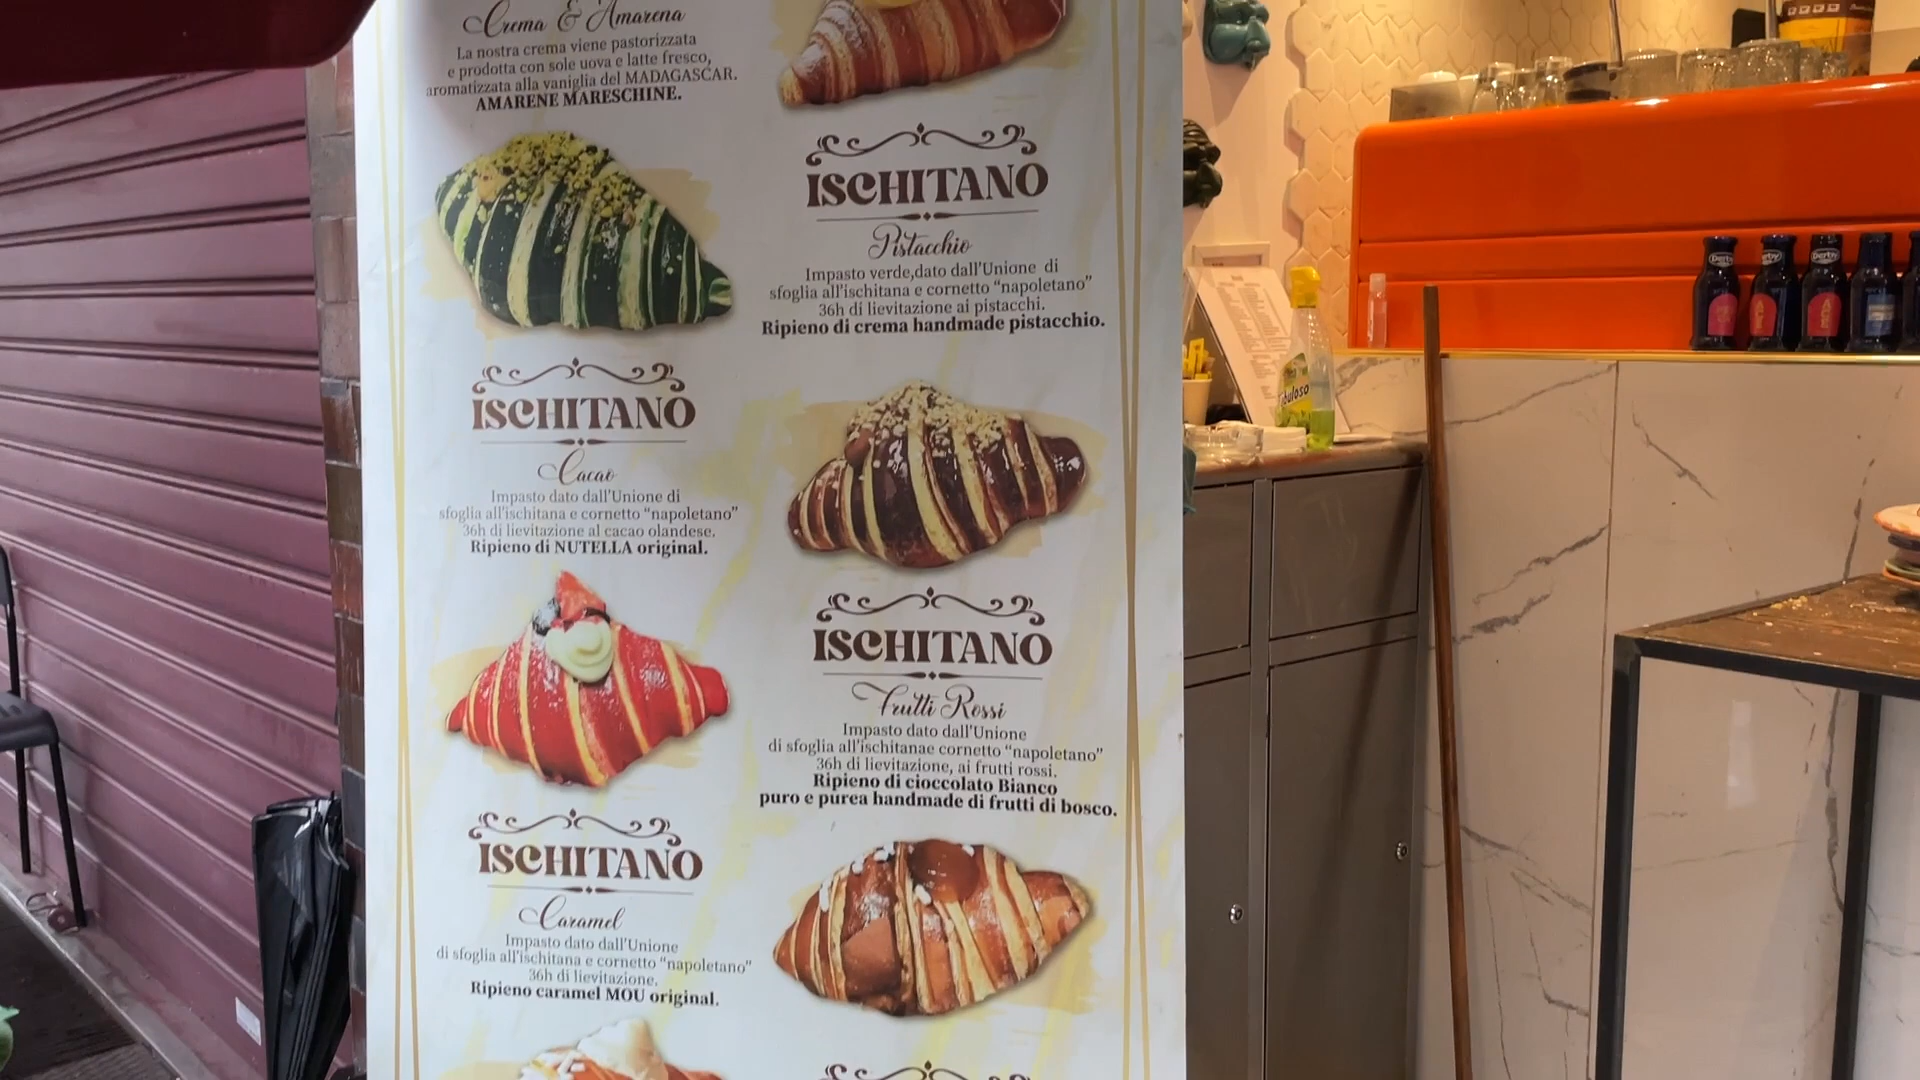 Crema & Amarena
La nostra crema viene pastorizzata
e prodotta con sole uova e latte fresco,
aromatizzata alla vaniglia del MADAGASCAR.
AMARENE MARESCHINE.
ISCHITANO
Pistacchio
Impasto verde,dato dall'Unione di
sfoglia all'ischitana e cornetto "napoletano"
36h di lievitazione ai pistacchi.
Ripieno di crema handmade pistacchio.
ISCHITANO
Cacao
Impasto dato dall'Unione di
sfoglia all'ischitana e cornetto "napoletano"
36h di lievitazione al cacao olandese.
Ripieno di NUTELLA original.
ISCHITANO
Frutti Rossi
Impasto dato dall'Unione
di sfoglia all'ischitanae cornetto "napoletano"
36h di lievitazione, ai frutti rossi.
Ripieno di cioccolato Bianco
puro e purea handmade di frutti di bosco.
ISCHITANO
Caramel
Impasto dato dall'Unione
di sfoglia all'ischitana e cornetto "napoletano"
36h di lievitazione.
Ripieno caramel MOU original.
ISCHITANO
Derby
Derby
Derby